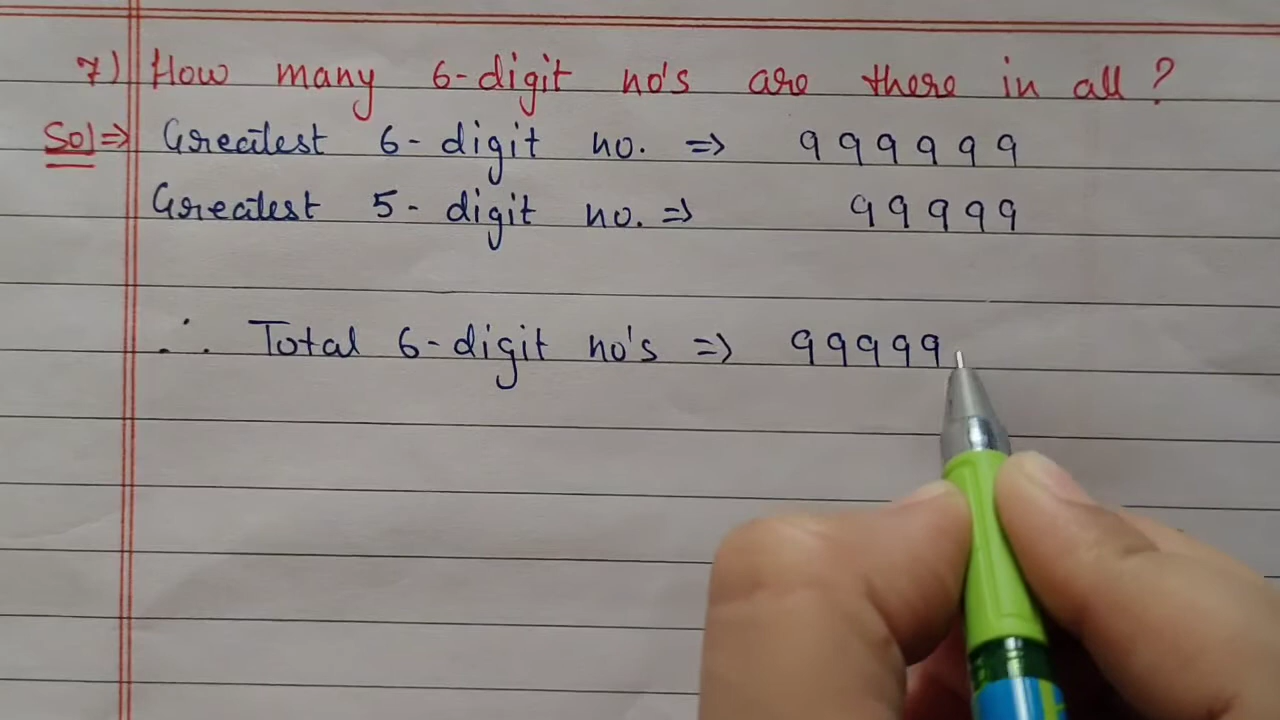 7) How many 6-digit no's are there in all?
Sol ⇒ Greatest 6-digit no. ⇒ 999999
Greatest 5-digit no. ⇒ 99999
∴ Total 6-digit no's ⇒ 99999